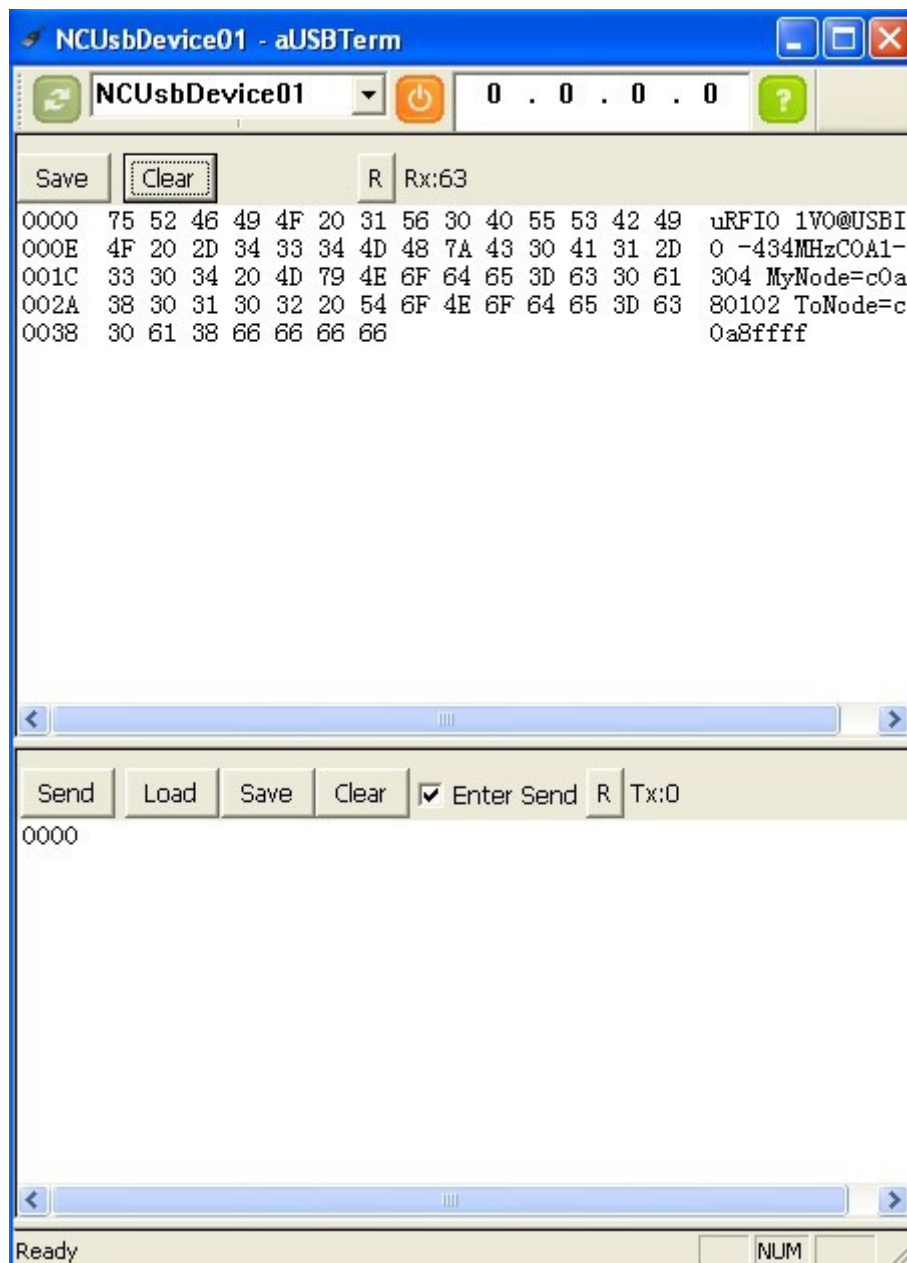 NCUsbDevice01 - aUSBTerm
NCUsbDevice01 0 . 0 . 0 . 0 ?
Save Clear R Rx:63
0000 75 52 46 49 4F 20 31 56 30 40 55 53 42 49 uRFIO 1V0@USBI
000E 4F 20 2D 34 33 34 4D 48 7A 43 30 41 31 2D O -434MHzC0A1-
001C 33 30 34 20 4D 79 4E 6F 64 65 3D 63 30 61 304 MyNode=c0a
002A 38 30 31 30 32 20 54 6F 4E 6F 64 65 3D 63 80102 ToNode=c
0038 30 61 38 66 66 66 66 0a8ffff
Send Load Save Clear Enter Send R Tx:0
0000
Ready NUM